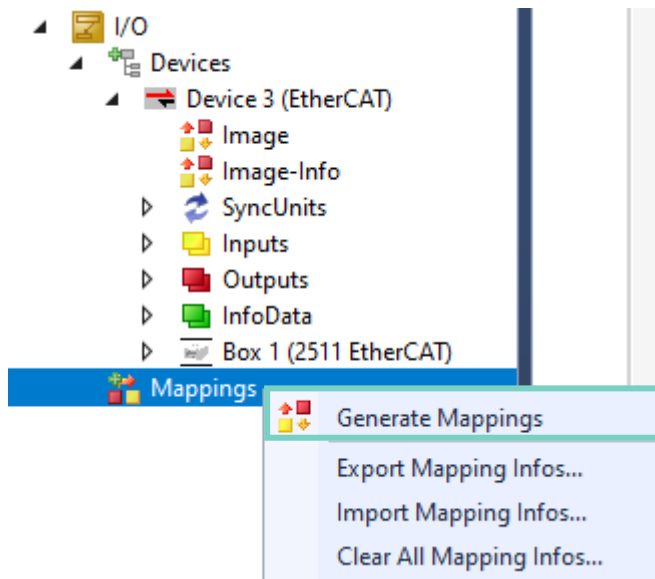 I/O
Devices
Device 3 (EtherCAT)
Image
Image-Info
SyncUnits
Inputs
Outputs
InfoData
Box 1 (2511 EtherCAT)
Mappings
Generate Mappings
Export Mapping Infos...
Import Mapping Infos...
Clear All Mapping Infos...